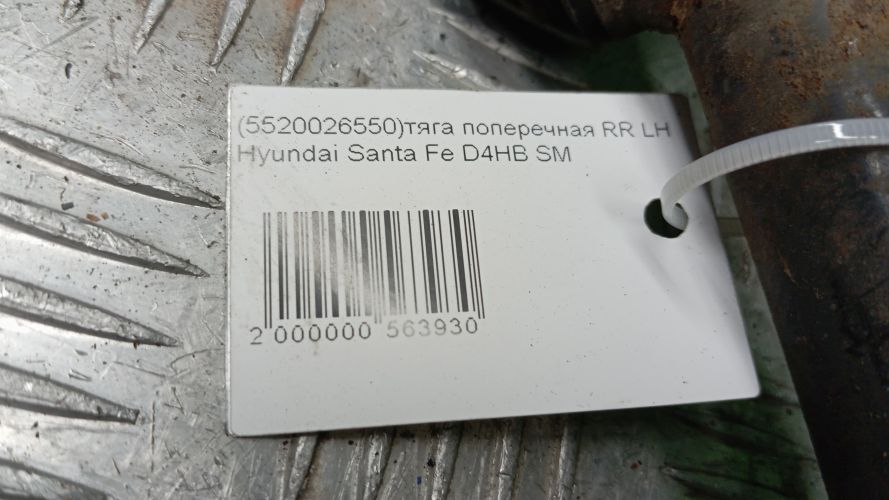 (5520026550)тяга поперечная RR LH
Hyundai Santa Fe D4HB SM
2 000000 563930